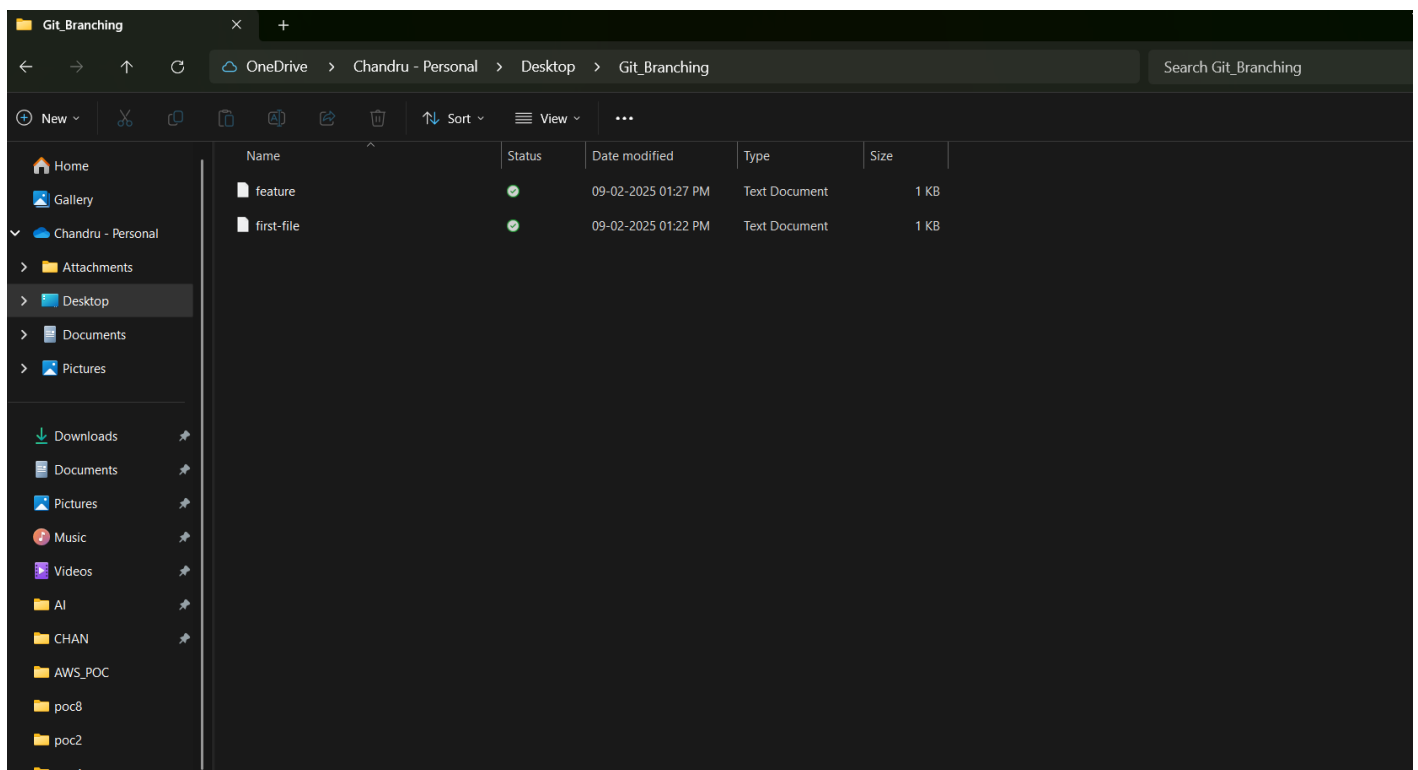 Git_Branching
OneDrive > Chandru - Personal > Desktop > Git_Branching
Search Git_Branching
New
Sort
View
Name Status Date modified Type Size
feature 09-02-2025 01:27 PM Text Document 1 KB
first-file 09-02-2025 01:22 PM Text Document 1 KB
Home
Gallery
Chandru - Personal
Attachments
Desktop
Documents
Pictures
Downloads
Documents
Pictures
Music
Videos
AI
CHAN
AWS_POC
poc8
poc2